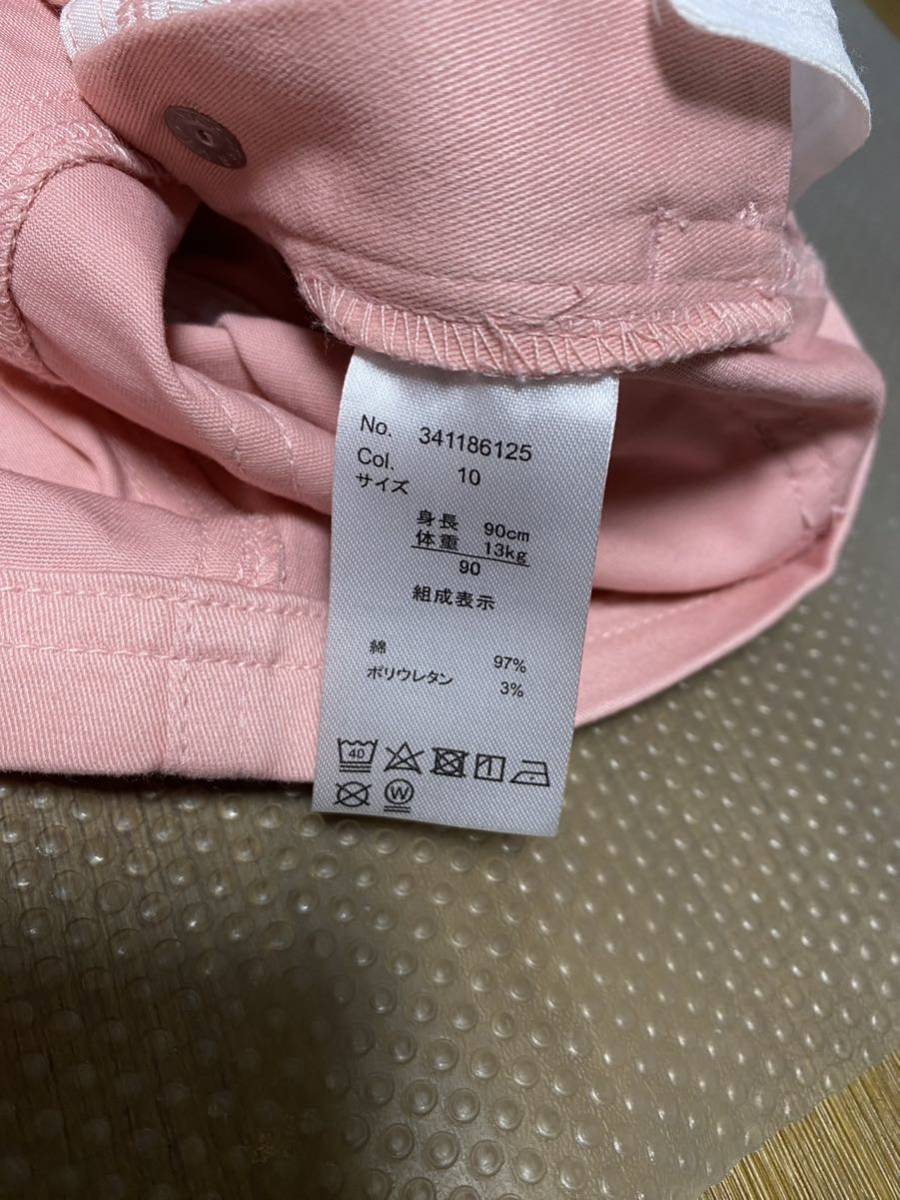 No. 341186125
Col. 10
サイズ
身長 90cm
体重 13kg
90
組成表示
綿 97%
ポリウレタン 3%
40
W